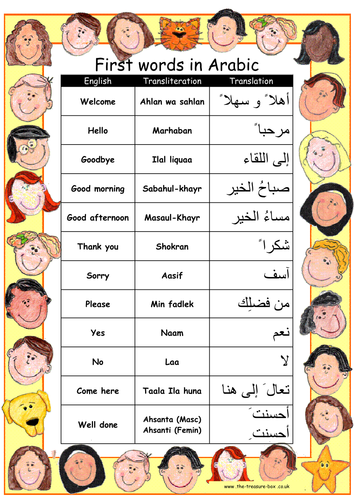 First words in Arabic
English Transliteration Translation
Welcome Ahlan wa sahlan أهلا ً و سهلا ً
Hello Marhaban مرحبا ً
Goodbye Ilal liquaa إلى اللقاء
Good morning Sabahul-khayr صباحُ الخير
Good afternoon Masaul-Khayr مساءُ الخير
Thank you Shokran شكرا ً
Sorry Aasif آسف
Please Min fadlek من فضلِك
Yes Naam نعم
No Laa لا
Come here Taala Ila huna تعال َ إلى هنا
Well done Ahsanta (Masc) أحسنت َ
Ahsanti (Femin) أحسنت ِ
www.the-treasure-box.co.uk